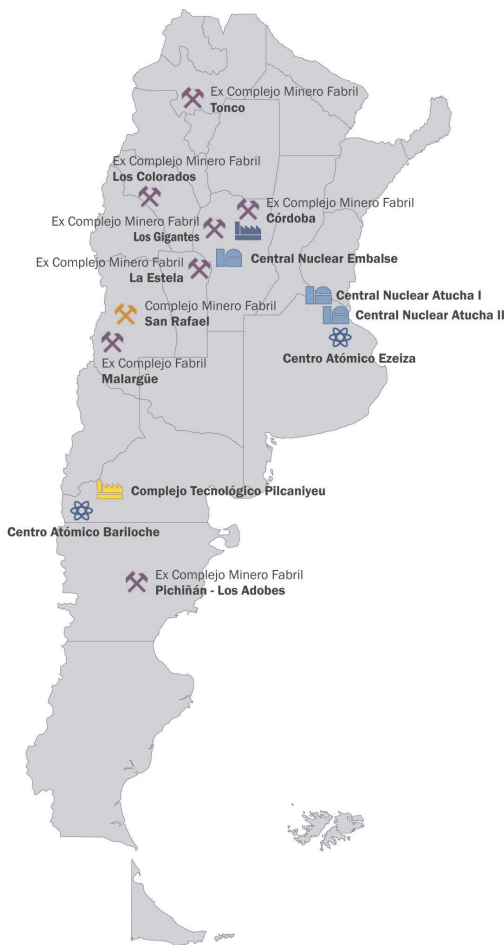 Ex Complejo Minero Fabril
Tonco
Ex Complejo Minero Fabril
Los Colorados
Ex Complejo Minero Fabril
Córdoba
Ex Complejo Minero Fabril
Los Gigantes
Central Nuclear Embalse
Ex Complejo Minero Fabril
La Estela
Central Nuclear Atucha I
Complejo Minero Fabril
San Rafael
Central Nuclear Atucha II
Centro Atómico Ezeiza
Ex Complejo Minero Fabril
Malargüe
Complejo Tecnológico Pilcaniyeu
Centro Atómico Bariloche
Ex Complejo Minero Fabril
Pichiñán - Los Adobes